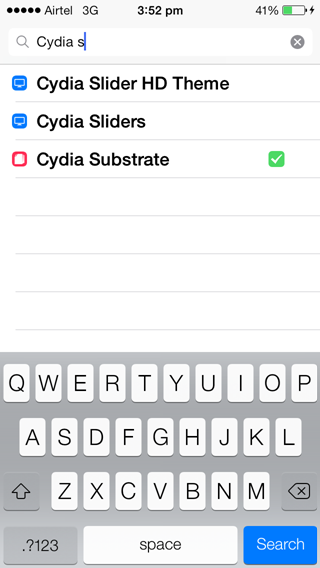 Airtel 3G 3:52 pm 41%
Cydia s
Cydia Slider HD Theme
Cydia Sliders
Cydia Substrate
Q W E R T Y U I O P
A S D F G H J K L
Z X C V B N M
.?123 space Search